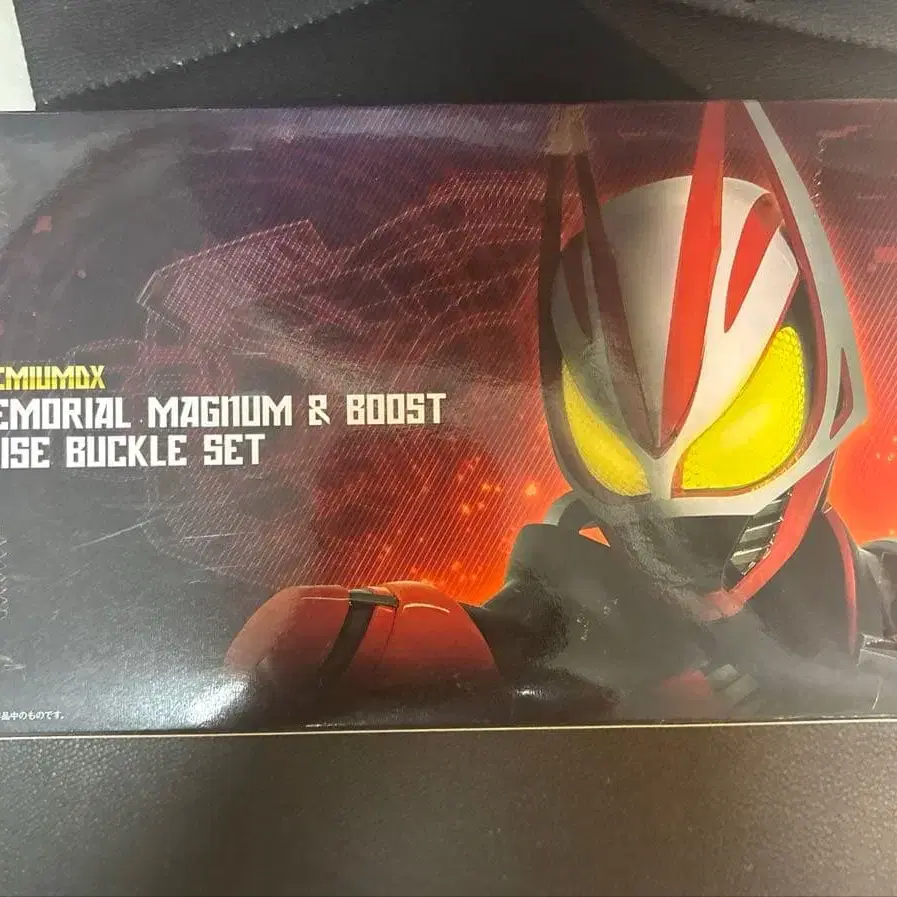 EMIUMDX
EMORIAL MAGNUM & BOOST
ISE BUCKLE SET
品中のものです。